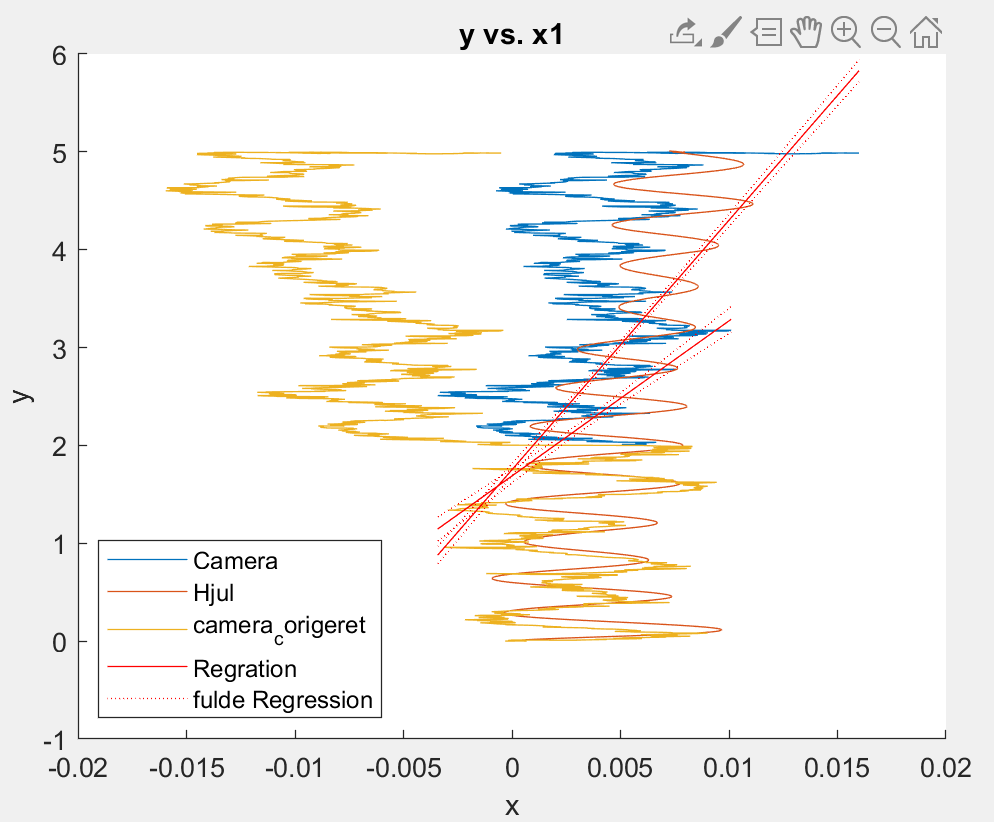 y vs. x1
6
5
4
3
2
1
0
-1
y
Camera
Hjul
camera_corigeret
Regration
fulde Regression
-0.02 -0.015 -0.01 -0.005 0 0.005 0.01 0.015 0.02
x